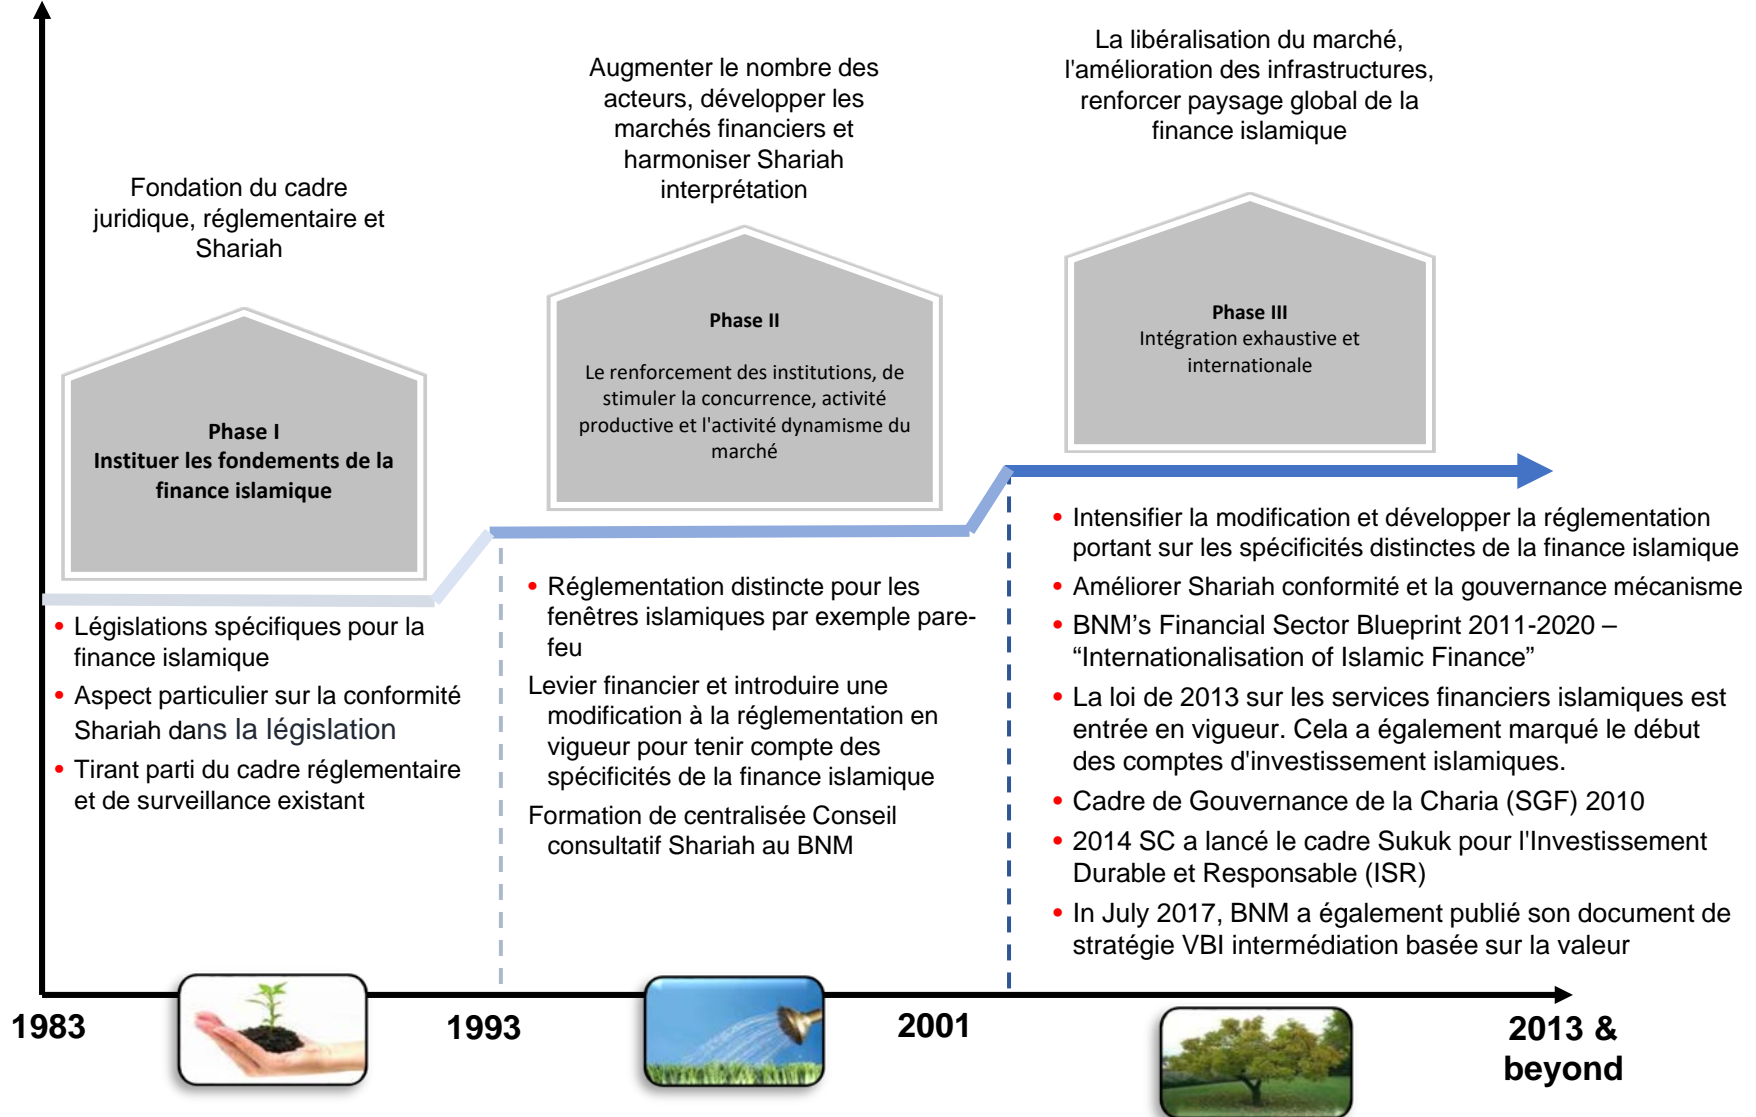 Fondation du cadre
juridique, réglementaire et
Shariah
Phase I
Instituer les fondements de la
finance islamique
• Législations spécifiques pour la
finance islamique
• Aspect particulier sur la conformité
Shariah dans la législation
• Tirant parti du cadre réglementaire
et de surveillance existant
Augmenter le nombre des
acteurs, développer les
marchés financiers et
harmoniser Shariah
interprétation
Phase II
Le renforcement des institutions, de
stimuler la concurrence, activité
productive et l'activité dynamisme du
marché
• Réglementation distincte pour les
fenêtres islamiques par exemple pare-
feu
Levier financier et introduire une
modification à la réglementation en
vigueur pour tenir compte des
spécificités de la finance islamique
Formation de centralisée Conseil
consultatif Shariah au BNM
La libéralisation du marché,
l'amélioration des infrastructures,
renforcer paysage global de la
finance islamique
Phase III
Intégration exhaustive et
internationale
• Intensifier la modification et développer la réglementation
portant sur les spécificités distinctes de la finance islamique
• Améliorer Shariah conformité et la gouvernance mécanisme
• BNM’s Financial Sector Blueprint 2011-2020 –
“Internationalisation of Islamic Finance”
• La loi de 2013 sur les services financiers islamiques est
entrée en vigueur. Cela a également marqué le début
des comptes d'investissement islamiques.
• Cadre de Gouvernance de la Charia (SGF) 2010
• 2014 SC a lancé le cadre Sukuk pour l'Investissement
Durable et Responsable (ISR)
• In July 2017, BNM a également publié son document de
stratégie VBI intermédiation basée sur la valeur
1983
1993
2001
2013 &
beyond